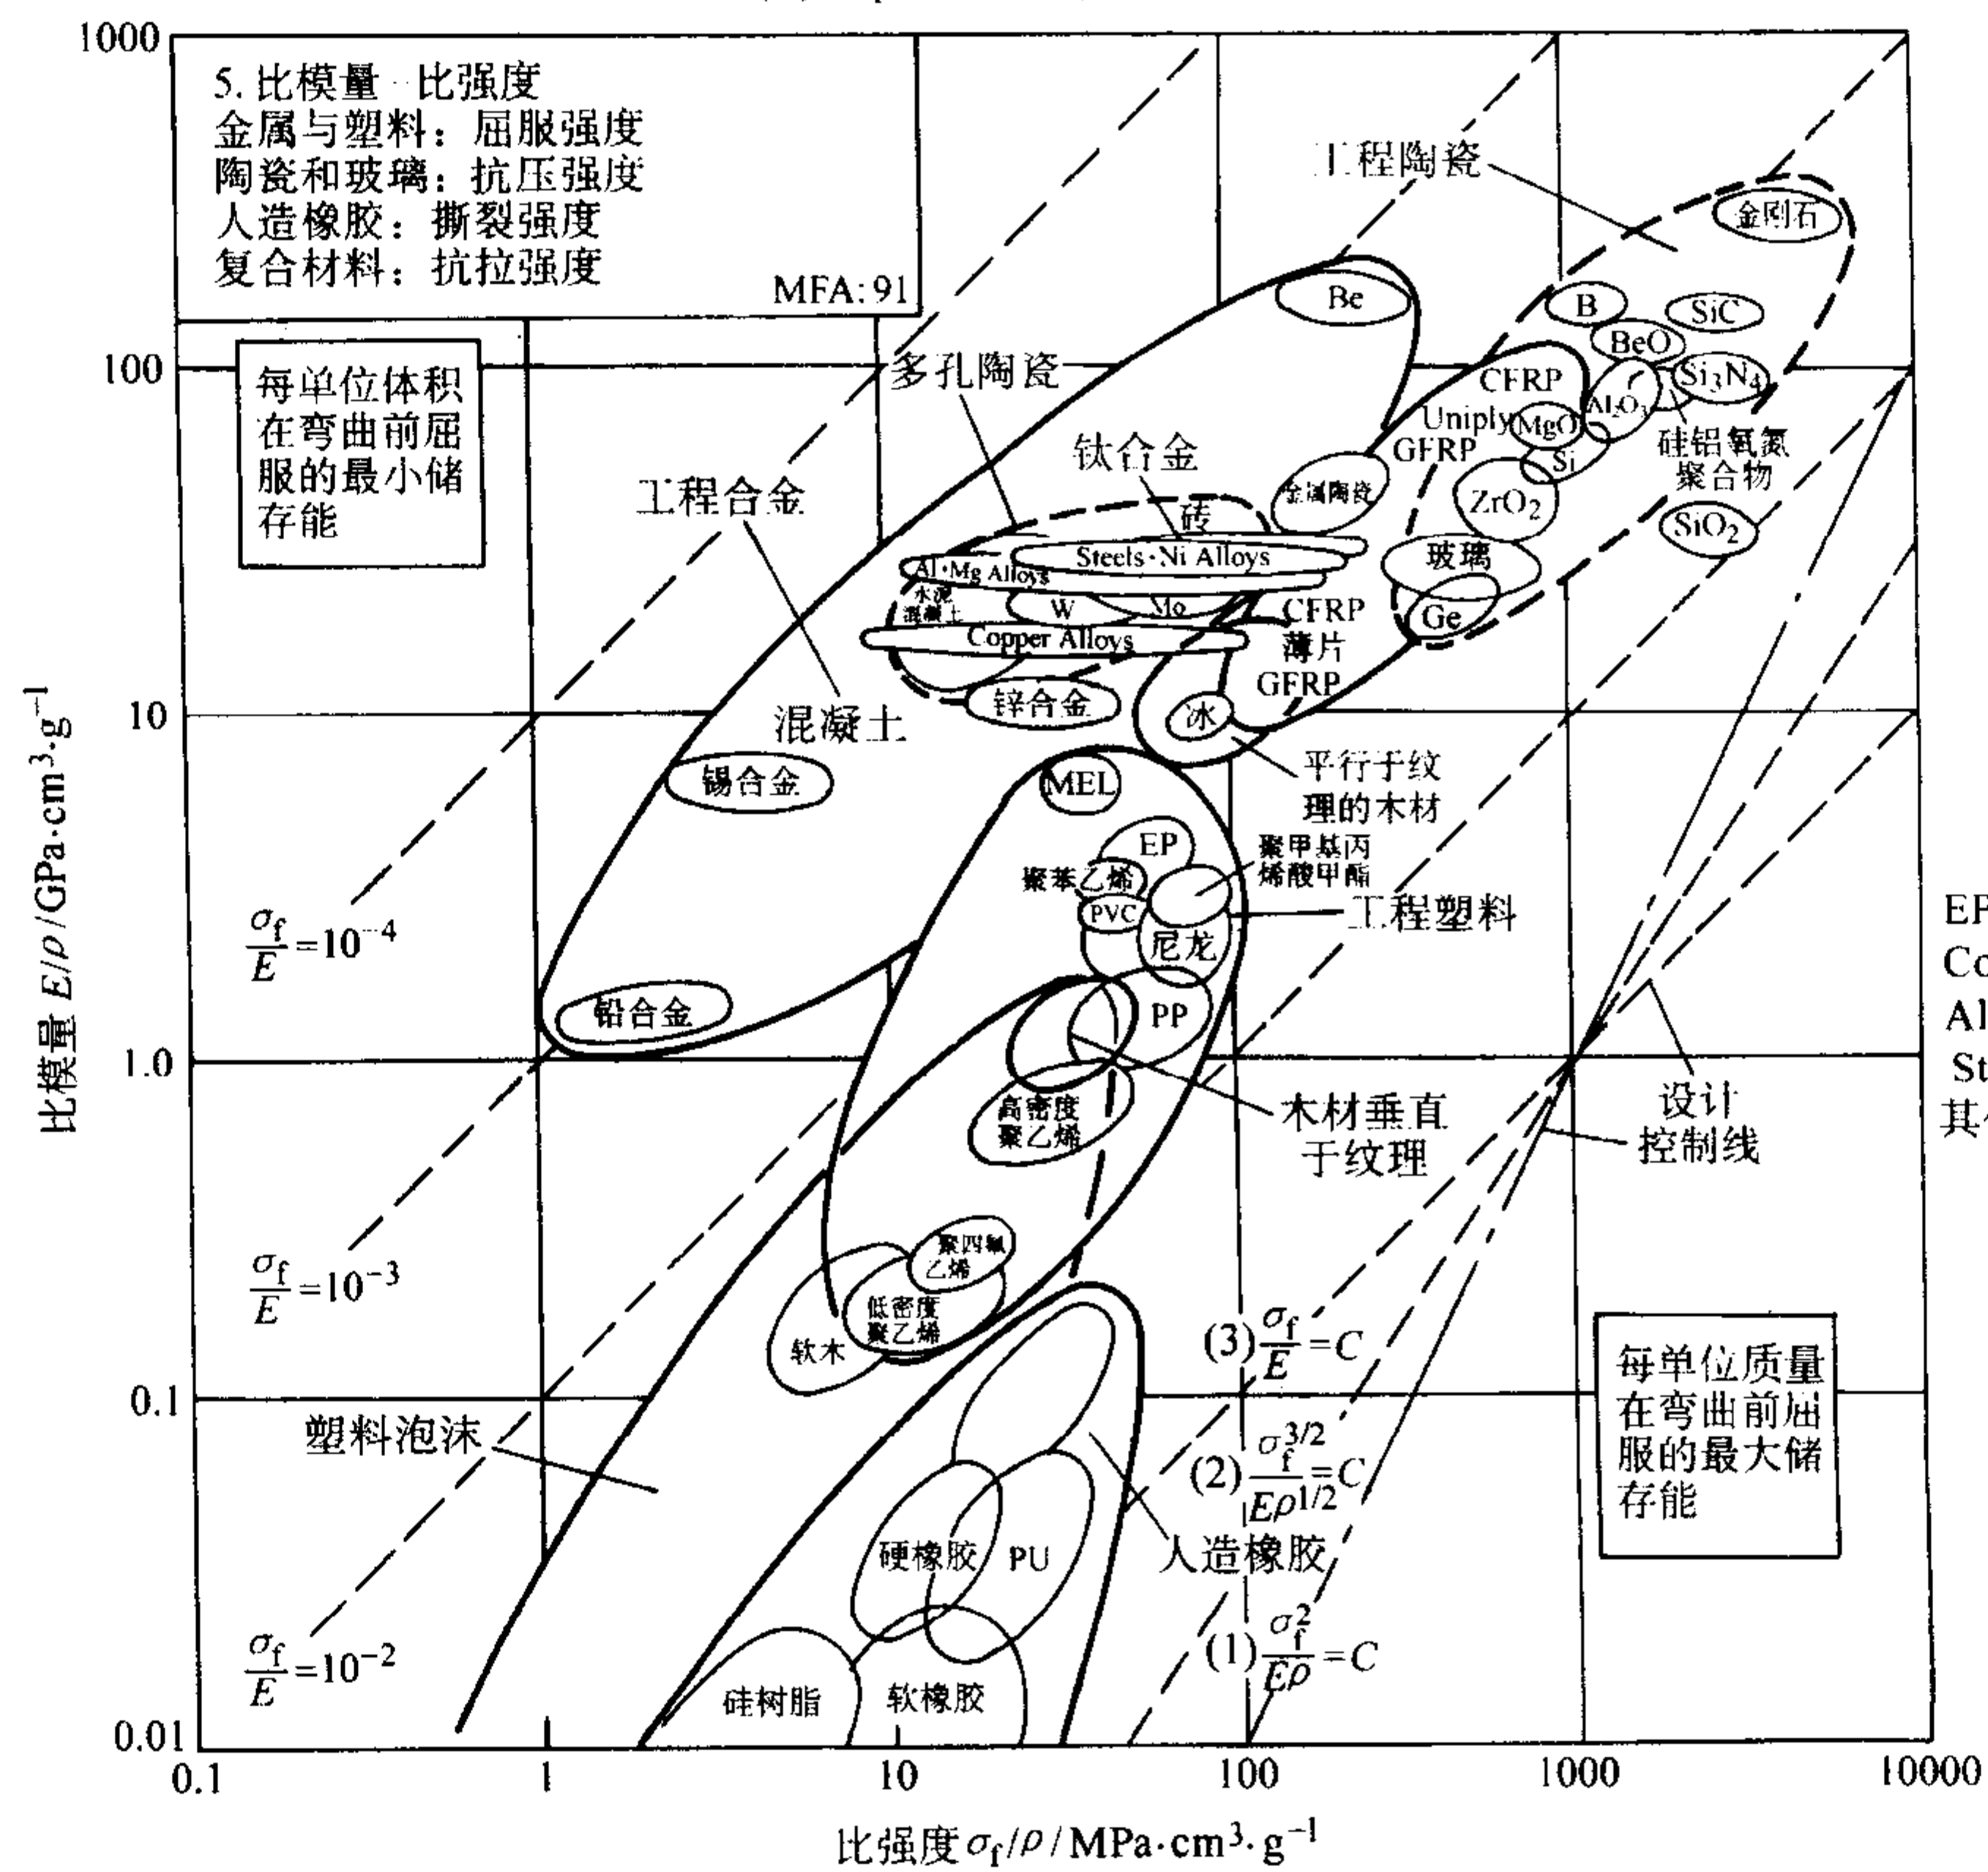 1000
5.比模量 比强度
金属与塑料：屈服强度
陶瓷和玻璃：抗压强度
人造橡胶：撕裂强度
复合材料：抗拉强度
MFA:91
工程陶瓷
金刚石
Be
B
SiC
BeO
100
每单位体积
在弯曲前屈
服的最小储
存能
多孔陶瓷
CFRP
Si₃N₄
Al₂O₃
Uniply
MgO
GFRP
Si
硅铝氧氮
聚合物
钛合金
工程合金
金属陶瓷
ZrO₂
SiO₂
砖
Steels·Ni Alloys
玻璃
Al·Mg Alloys
水泥
混凝土
W
Mo
CFRP
薄片
GFRP
Ge
Copper Alloys
锌合金
冰
10
混凝土
锡合金
MEL
平行于纹
理的木材
EP
聚甲基丙
烯酸甲酯
聚苯乙烯
PVC
工程塑料
尼龙
σf/E=10⁻⁴
铅合金
PP
1.0
高密度
聚乙烯
木材垂直
于纹理
设计
控制线
σf/E=10⁻³
聚四氟
乙烯
低密度
聚乙烯
软木
(3) σf/E=C
每单位质量
在弯曲前屈
服的最大储
存能
0.1
塑料泡沫
(2) σf^3/2/Eρ^1/2=C
硬橡胶
PU
人造橡胶
σf/E=10⁻²
(1) σf²/Eρ=C
硅树脂
软橡胶
0.01
0.1
1
10
100
1000
10000
比强度σf/ρ/MPa·cm³·g⁻¹
比模量 E/ρ/GPa·cm³·g⁻¹
EP
Co
Al
St